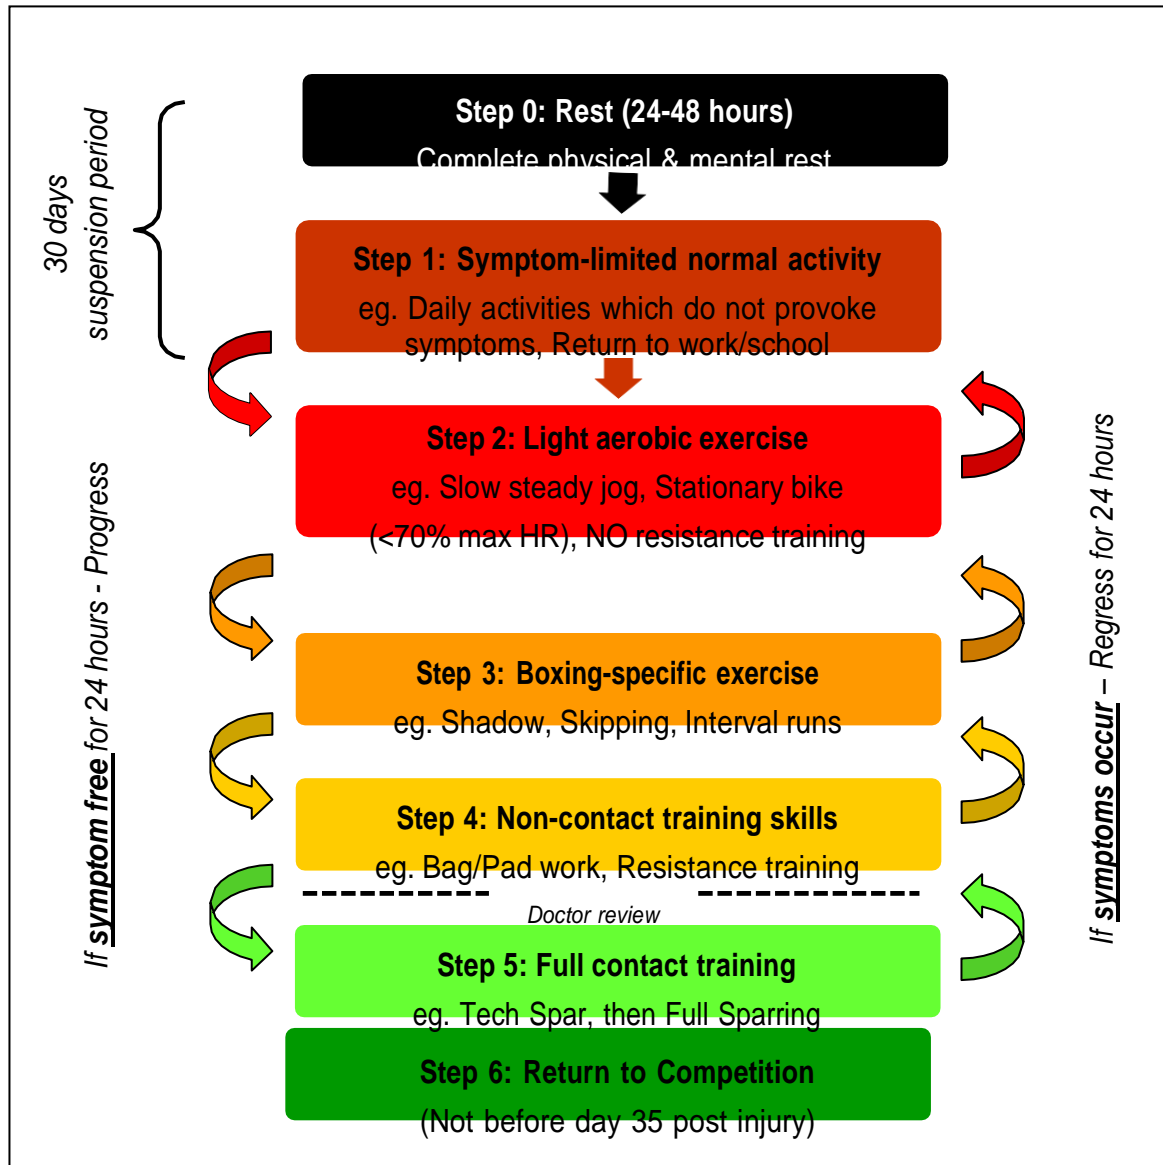 Step 0: Rest (24-48 hours)
Complete physical & mental rest
30 days
suspension period
Step 1: Symptom-limited normal activity
eg. Daily activities which do not provoke
symptoms, Return to work/school
Step 2: Light aerobic exercise
eg. Slow steady jog, Stationary bike
(<70% max HR), NO resistance training
If symptom free for 24 hours - Progress
If symptoms occur – Regress for 24 hours
Step 3: Boxing-specific exercise
eg. Shadow, Skipping, Interval runs
Step 4: Non-contact training skills
eg. Bag/Pad work, Resistance training
Doctor review
Step 5: Full contact training
eg. Tech Spar, then Full Sparring
Step 6: Return to Competition
(Not before day 35 post injury)